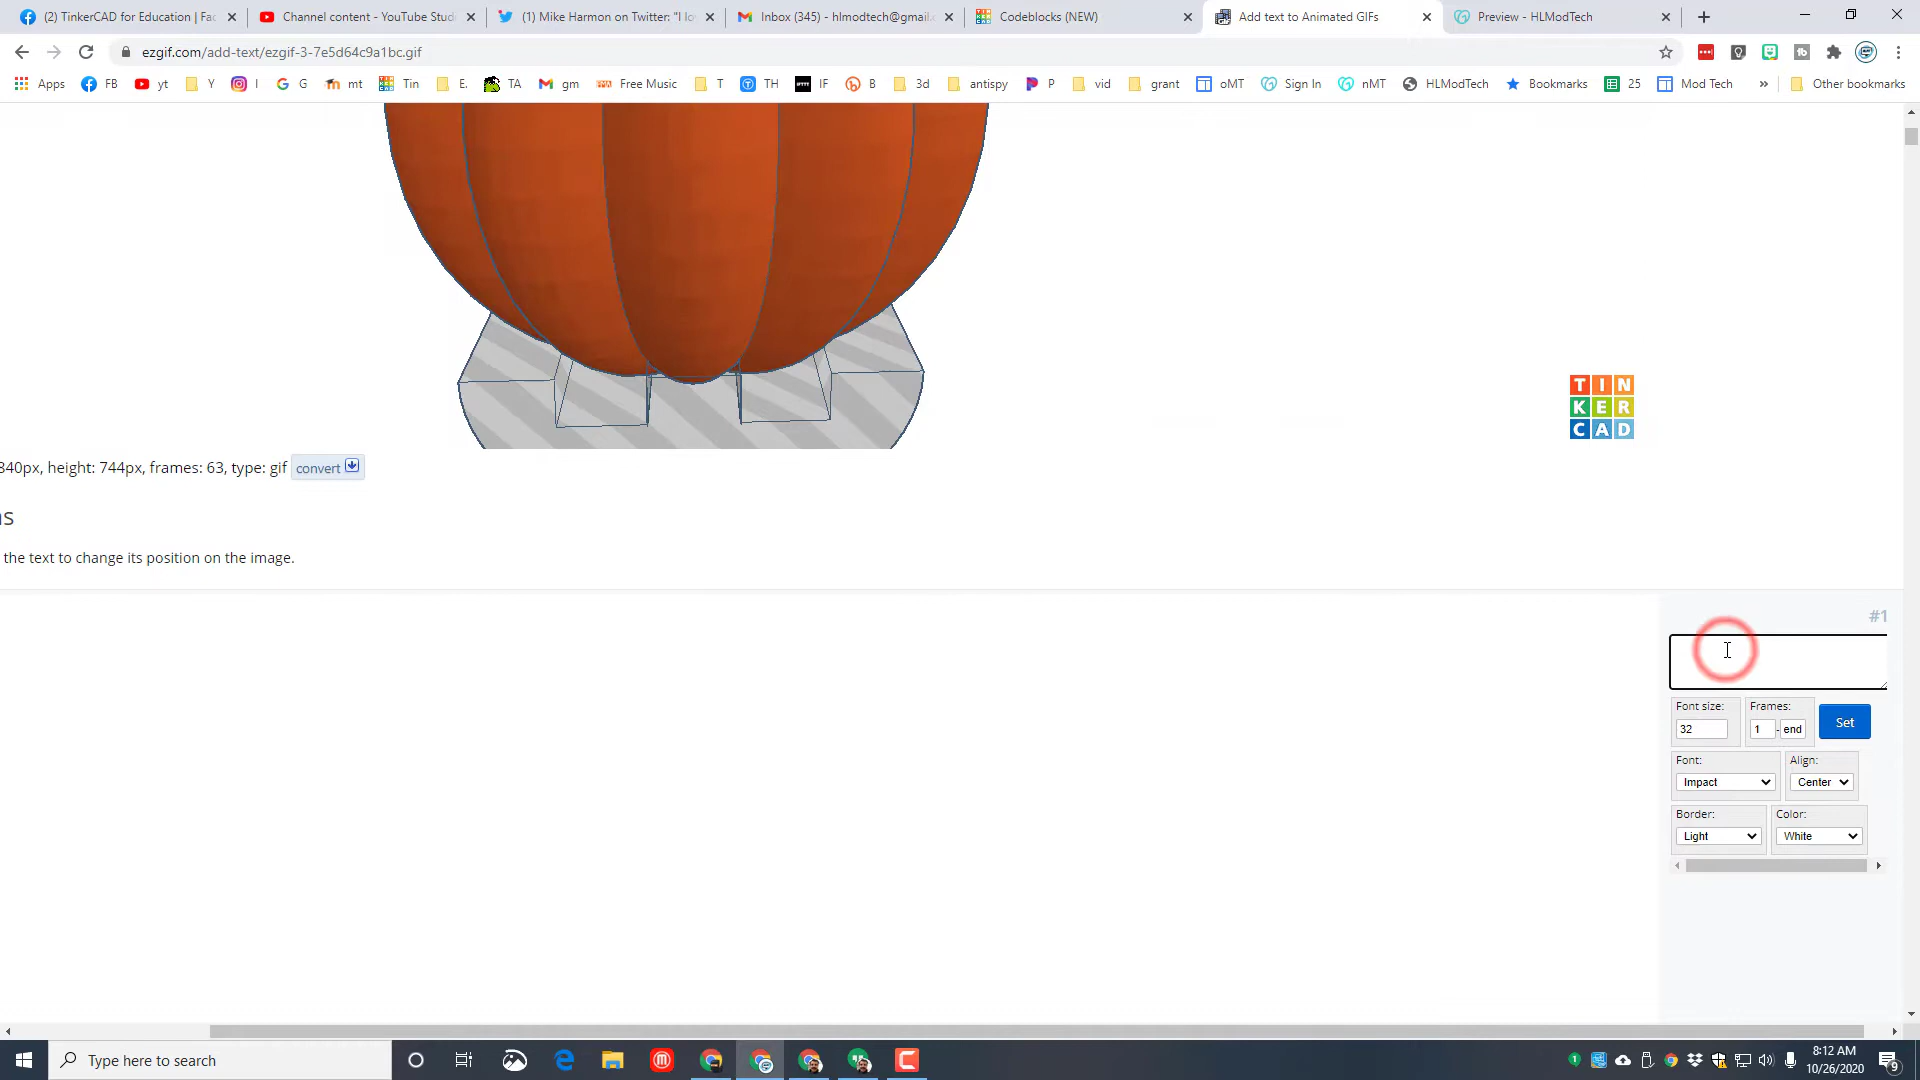 (2) TinkerCAD for Education | Fac
Channel content - YouTube Studi
(1) Mike Harmon on Twitter: "I lo
Inbox (345) - hlmodtech@gmail.c
Codeblocks (NEW)
Add text to Animated GIFs
Preview - HLModTech
ezgif.com/add-text/ezgif-3-7e5d64c9a1bc.gif
Apps
FB
yt
Y
I
G
mt
Tin
E.
TA
gm
Free Music
T
TH
IF
B
3d
antispy
P
vid
grant
oMT
Sign In
nMT
HLModTech
Bookmarks
25
Mod Tech
»
Other bookmarks
TIN
KER
CAD
840px, height: 744px, frames: 63, type: gif convert
ns
the text to change its position on the image.
#1
Font size: Frames:
32 1 - end Set
Font: Align:
Impact Center
Border: Color:
Light White
Type here to search
8:12 AM
10/26/2020
9